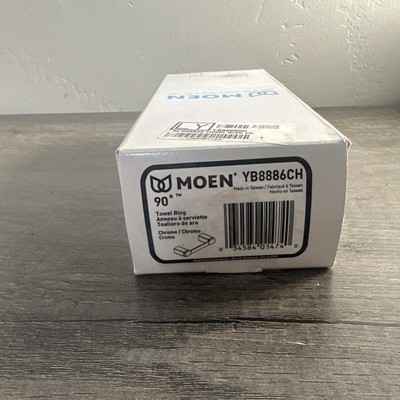 MOEN
MOEN® YB8886CH
Made in Taiwan / Fabriqué à Taiwan
Hecho en Taiwán
90°™
Towel Ring
Anneau à serviette
Toallero de aro
Chrome / Chrome
Cromo